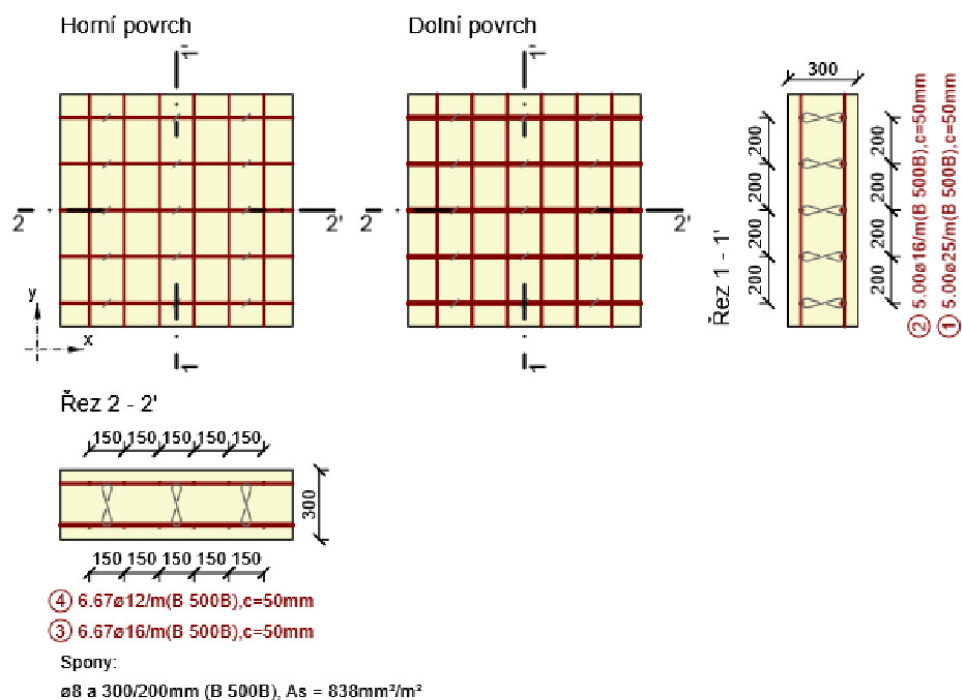 Horní povrch
Dolní povrch
1'
1'
2
2'
2
2'
y
x
1
1
300
200
200
200
200
200
200
200
200
Řez 1 - 1'
② 5.00ø16/m(B 500B),c=50mm
① 5.00ø25/m(B 500B),c=50mm
Řez 2 - 2'
150 150 150 150 150
300
150 150 150 150 150
④ 6.67ø12/m(B 500B),c=50mm
③ 6.67ø16/m(B 500B),c=50mm
Spony:
ø8 a 300/200mm (B 500B), As = 838mm²/m²